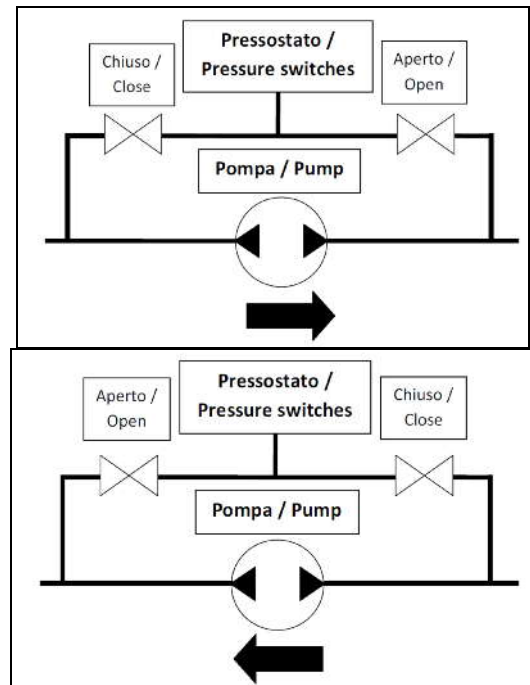 Pressostato /
Pressure switches
Chiuso /
Close
Aperto /
Open
Pompa / Pump
Pressostato /
Pressure switches
Aperto /
Open
Chiuso /
Close
Pompa / Pump